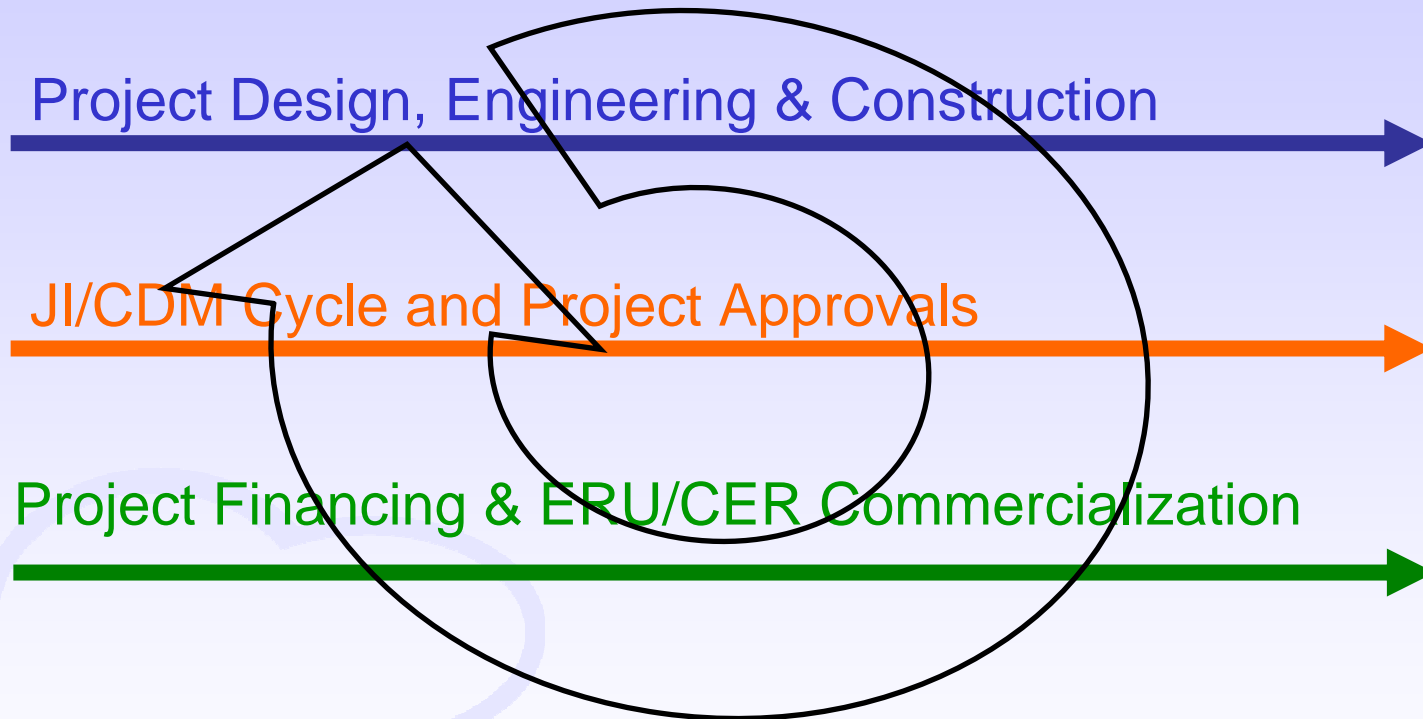 Project Design, Engineering & Construction
JI/CDM Cycle and Project Approvals
Project Financing & ERU/CER Commercialization